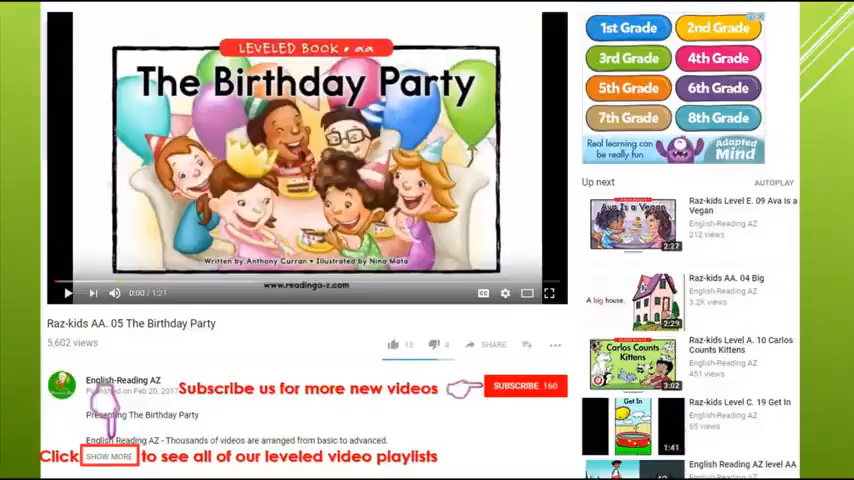 LEVELED BOOK • aa
The Birthday Party
Written by Anthony Curran • Illustrated by Nina Mata
www.readinga-z.com
0:00 / 1:21
Raz-kids AA. 05 The Birthday Party
5,602 views
13
4
SHARE
English-Reading AZ
Published on Feb 20, 2017
Subscribe us for more new videos
SUBSCRIBE 160
Presenting The Birthday Party
English Reading AZ - Thousands of videos are arranged from basic to advanced.
Click SHOW MORE to see all of our leveled video playlists
1st Grade
2nd Grade
3rd Grade
4th Grade
5th Grade
6th Grade
7th Grade
8th Grade
Real learning can
be really fun
Adapted
Mind
Up next
AUTOPLAY
Ava Is a Vegan
2:27
Raz-kids Level E. 09 Ava Is a
Vegan
English-Reading AZ
212 views
A big house.
2:29
Raz-kids AA. 04 Big
English-Reading AZ
3.2K views
Carlos Counts
Kittens
3:02
Raz-kids Level A. 10 Carlos
Counts Kittens
English-Reading AZ
451 views
Get In
1:41
Raz-kids Level C. 19 Get In
English-Reading AZ
65 views
English Reading AZ level AA